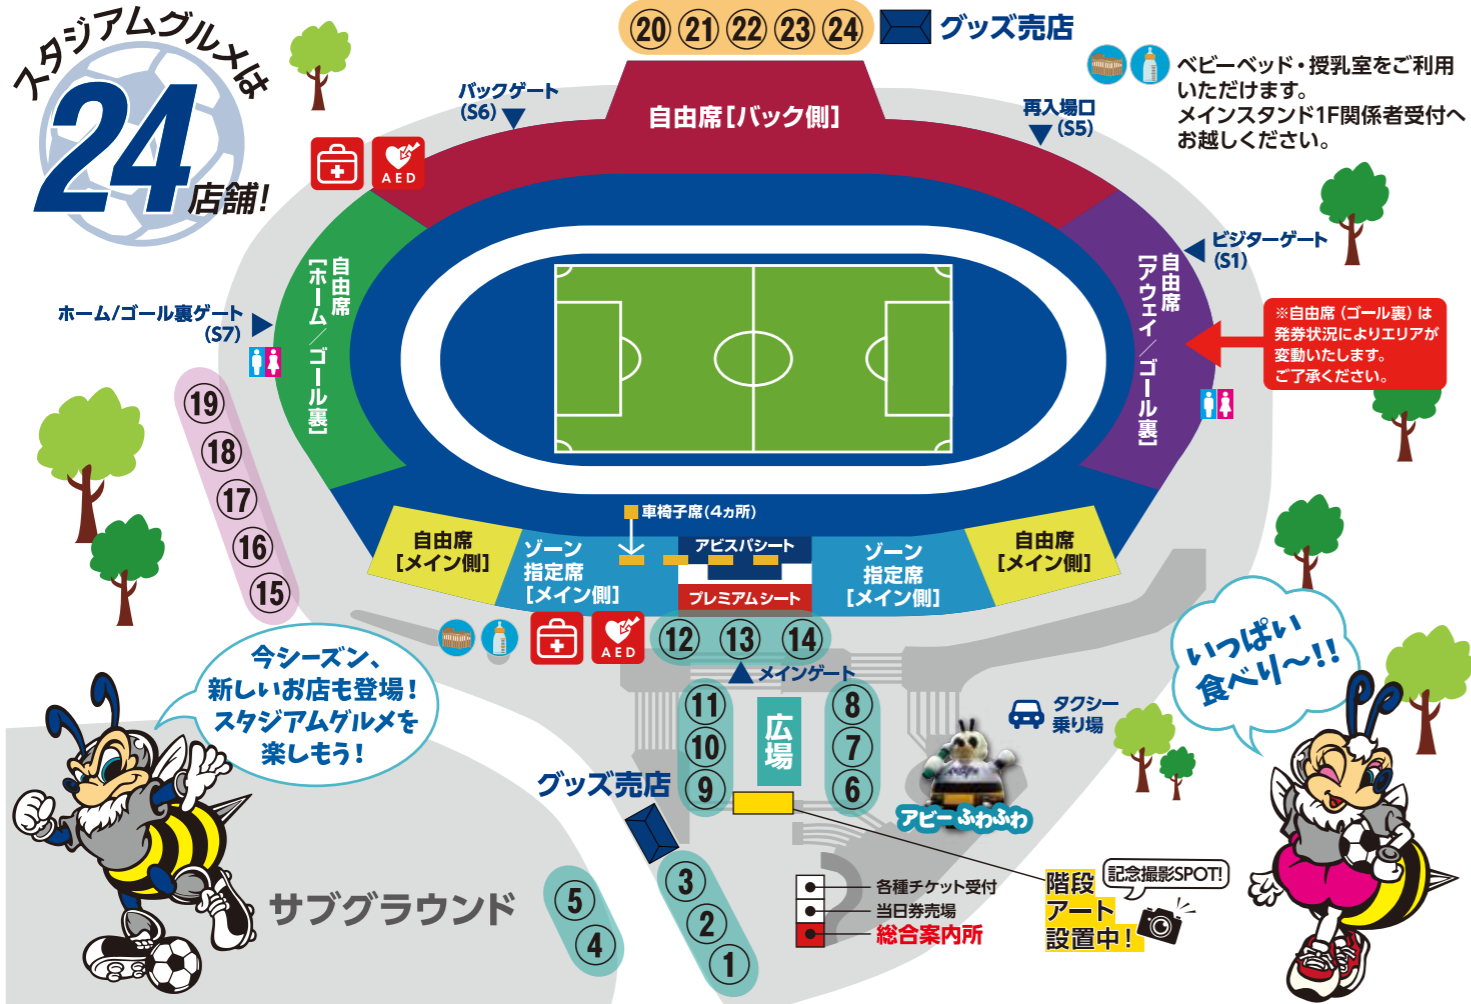 スタジアムグルメは
24
店舗!
20 21 22 23 24
グッズ売店
ベビーベッド・授乳室をご利用
いただけます。
メインスタンド1F関係者受付へ
お越しください。
バックゲート
(S6)
自由席[バック側]
再入場口
(S5)
AED
ビジターゲート
(S1)
自由席
[ホーム/ゴール裏]
自由席
[アウェイ/ゴール裏]
ホーム/ゴール裏ゲート
(S7)
※自由席(ゴール裏)は
発券状況によりエリアが
変動いたします。
ご了承ください。
19
18
17
16
15
車椅子席(4ヵ所)
自由席
[メイン側]
ゾーン
指定席
[メイン側]
アビスパシート
プレミアムシート
ゾーン
指定席
[メイン側]
自由席
[メイン側]
AED
12 13 14
メインゲート
今シーズン、
新しいお店も登場!
スタジアムグルメを
楽しもう!
いっぱい
食べり〜!!
11
10
9
広場
8
7
6
タクシー
乗り場
アビーふわふわ
グッズ売店
サブグラウンド
5
4
3
2
1
各種チケット受付
当日券売場
総合案内所
階段
アート
設置中!
記念撮影SPOT!